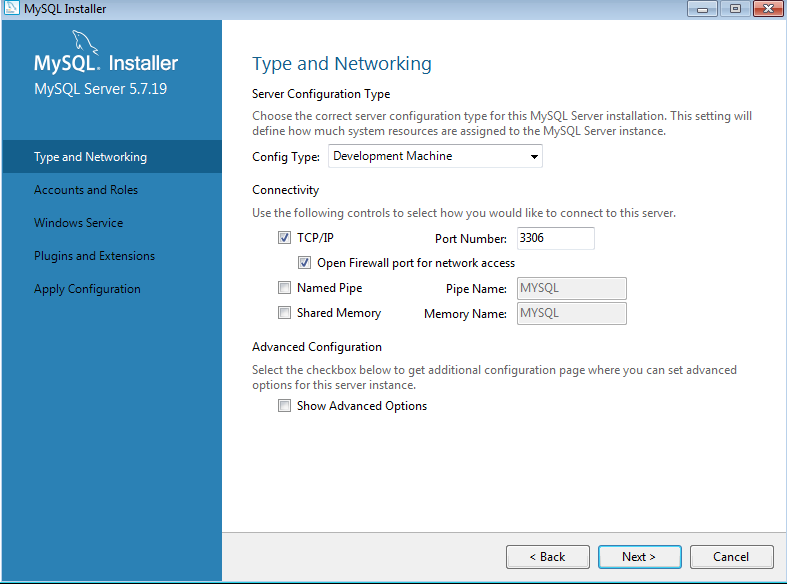 MySQL Installer
MySQL® Installer
MySQL Server 5.7.19
Type and Networking
Accounts and Roles
Windows Service
Plugins and Extensions
Apply Configuration
Type and Networking
Server Configuration Type
Choose the correct server configuration type for this MySQL Server installation. This setting will
define how much system resources are assigned to the MySQL Server instance.
Config Type: Development Machine
Connectivity
Use the following controls to select how you would like to connect to this server.
TCP/IP Port Number: 3306
Open Firewall port for network access
Named Pipe Pipe Name: MYSQL
Shared Memory Memory Name: MYSQL
Advanced Configuration
Select the checkbox below to get additional configuration page where you can set advanced
options for this server instance.
Show Advanced Options
< Back Next > Cancel